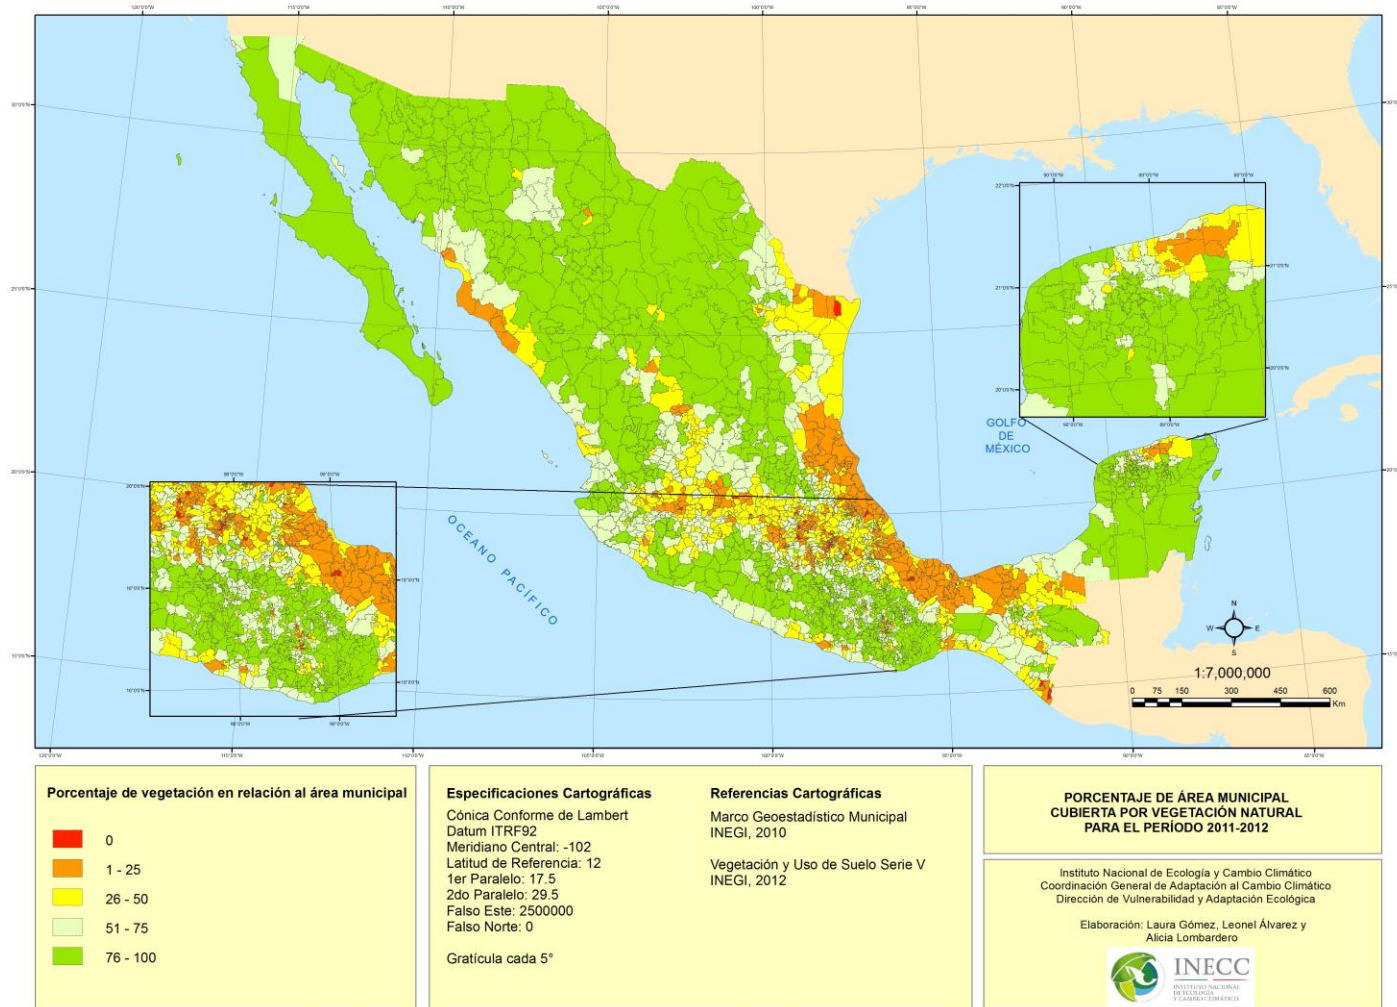 GOLFO
DE
MÉXICO
OCEANO PACÍFICO
N
W
E
S
1:7,000,000
0 75 150 300 450 600
Km
Porcentaje de vegetación en relación al área municipal
0
1 - 25
26 - 50
51 - 75
76 - 100
Especificaciones Cartográficas
Cónica Conforme de Lambert
Datum ITRF92
Meridiano Central: -102
Latitud de Referencia: 12
1er Paralelo: 17.5
2do Paralelo: 29.5
Falso Este: 2500000
Falso Norte: 0
Gratícula cada 5°
Referencias Cartográficas
Marco Geoestadístico Municipal
INEGI, 2010
Vegetación y Uso de Suelo Serie V
INEGI, 2012
PORCENTAJE DE ÁREA MUNICIPAL
CUBIERTA POR VEGETACIÓN NATURAL
PARA EL PERÍODO 2011-2012
Instituto Nacional de Ecología y Cambio Climático
Coordinación General de Adaptación al Cambio Climático
Dirección de Vulnerabilidad y Adaptación Ecológica
Elaboración: Laura Gómez, Leonel Álvarez y
Alicia Lombardero
INECC
INSTITUTO NACIONAL
DE ECOLOGÍA
Y CAMBIO CLIMÁTICO